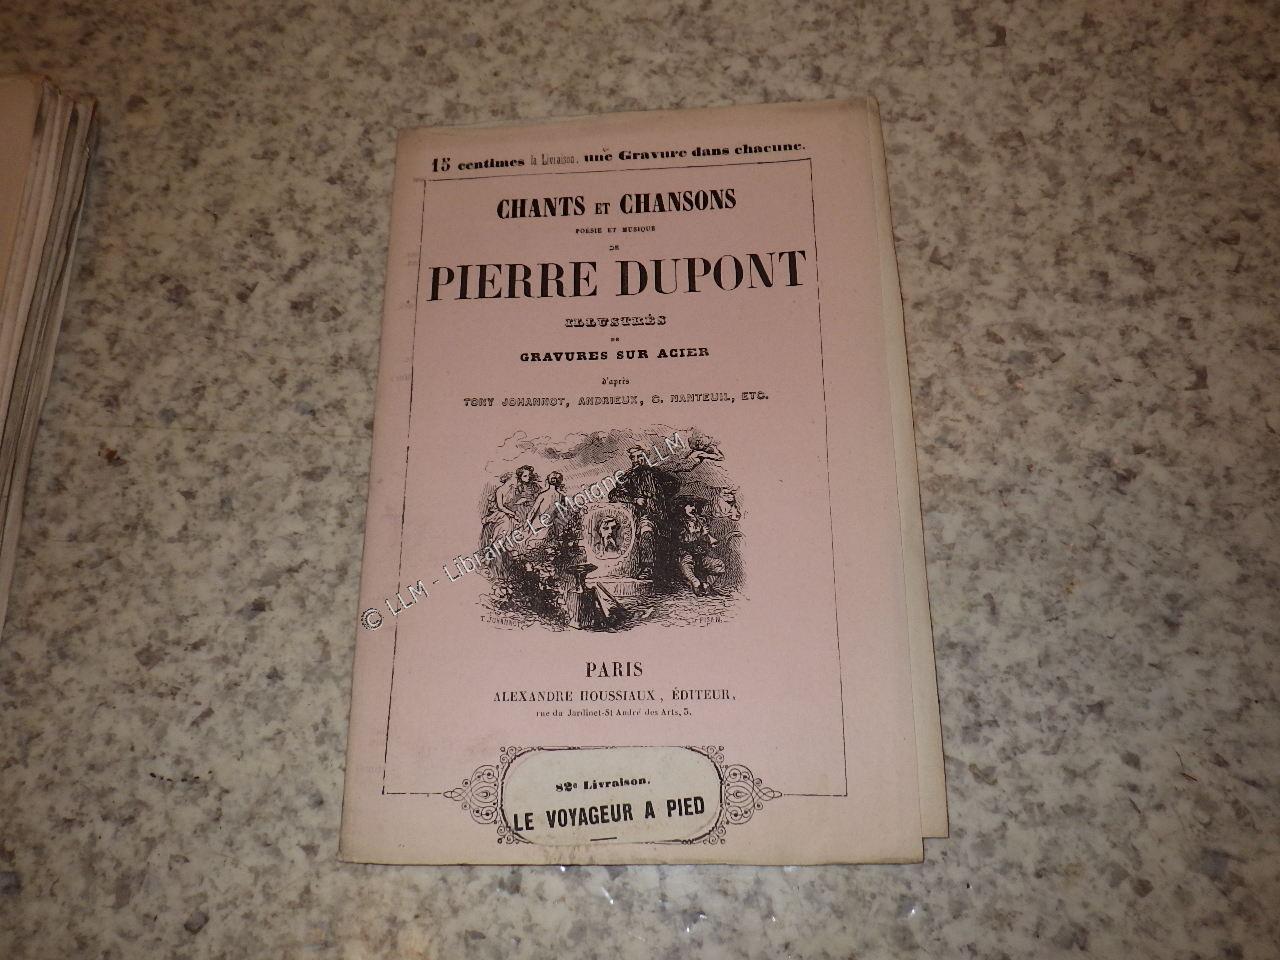 15 centimes la Livraison, une Gravure dans chacune.
CHANTS ET CHANSONS
POÉSIE ET MUSIQUE
DE
PIERRE DUPONT
ILLUSTRÉS
DE
GRAVURES SUR ACIER
d'après
TONY JOHANNOT, ANDRIEUX, C. NANTEUIL, ETC.
© LLM - Librairie Le Moigne - LLM
T. JOHANNOT
PISAN.
PARIS
ALEXANDRE HOUSSIAUX, ÉDITEUR,
rue du Jardinet-St André des Arts, 3.
82e Livraison.
LE VOYAGEUR A PIED